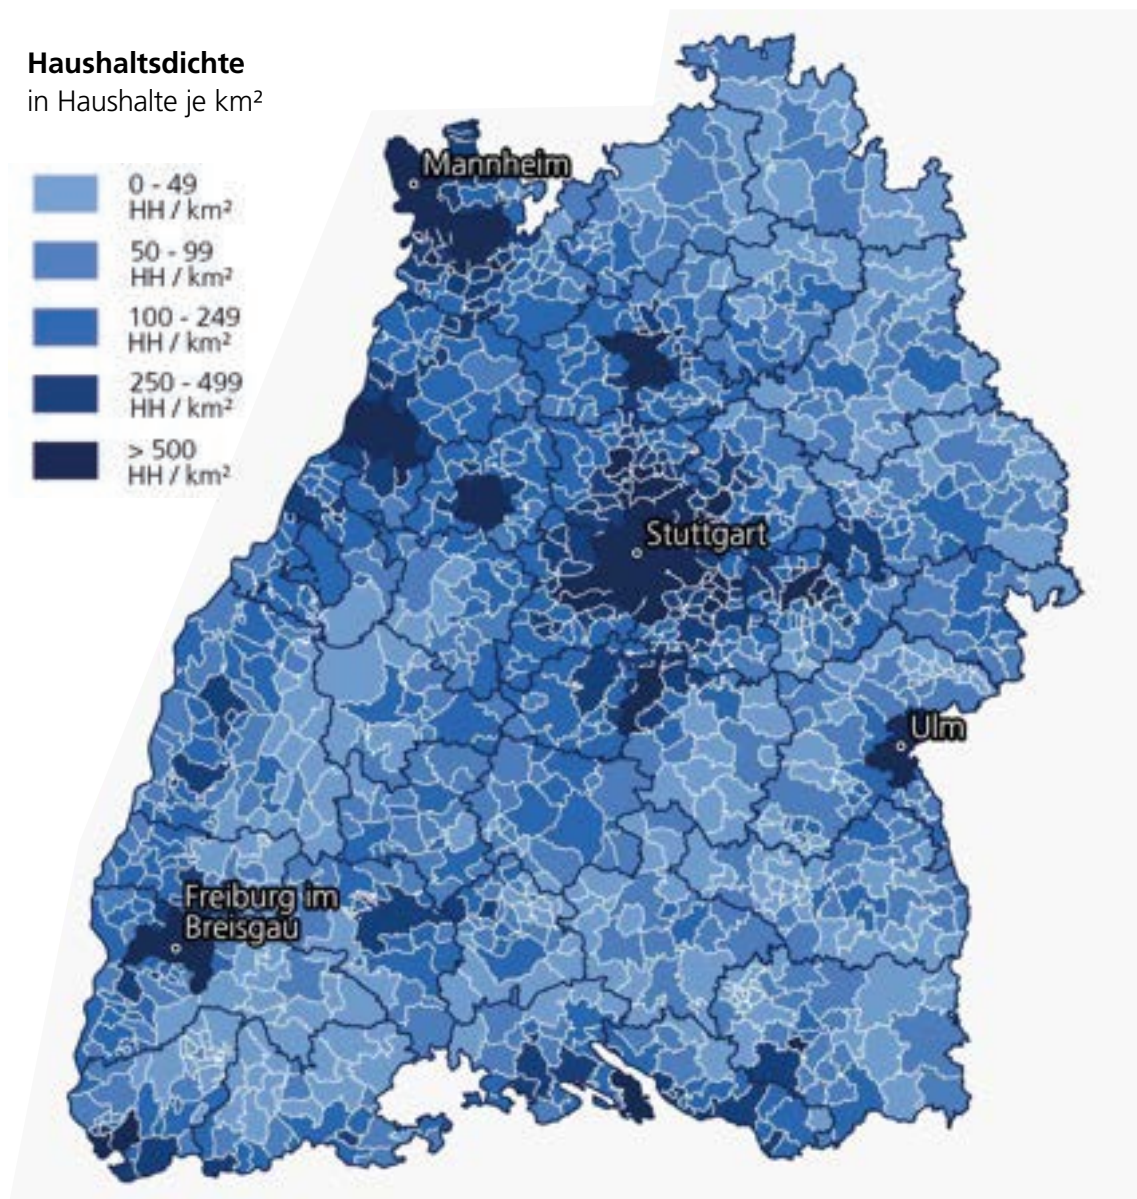 Haushaltsdichte
in Haushalte je km²
0 - 49
HH / km²
50 - 99
HH / km²
100 - 249
HH / km²
250 - 499
HH / km²
> 500
HH / km²
Mannheim
Stuttgart
Ulm
Freiburg im
Breisgau